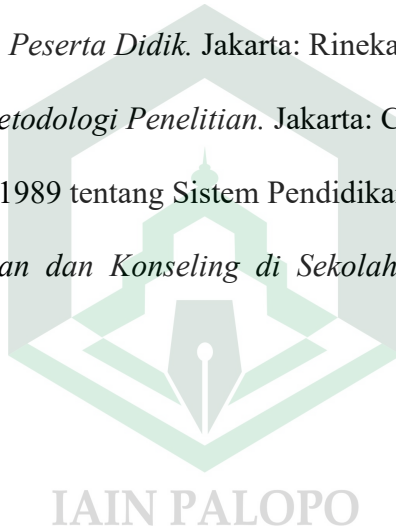 Peserta Didik. Jakarta: Rineka
etodologi Penelitian. Jakarta:
1989 tentang Sistem Pendidikan
an dan Konseling di Sekolah
IAIN PALOPO